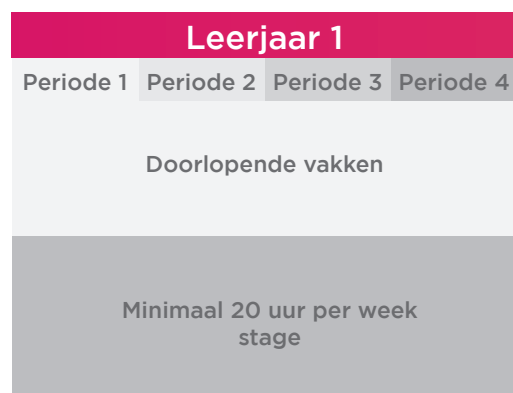 Leerjaar 1
Periode 1 Periode 2 Periode 3 Periode 4
Doorlopende vakken
Minimaal 20 uur per week
stage